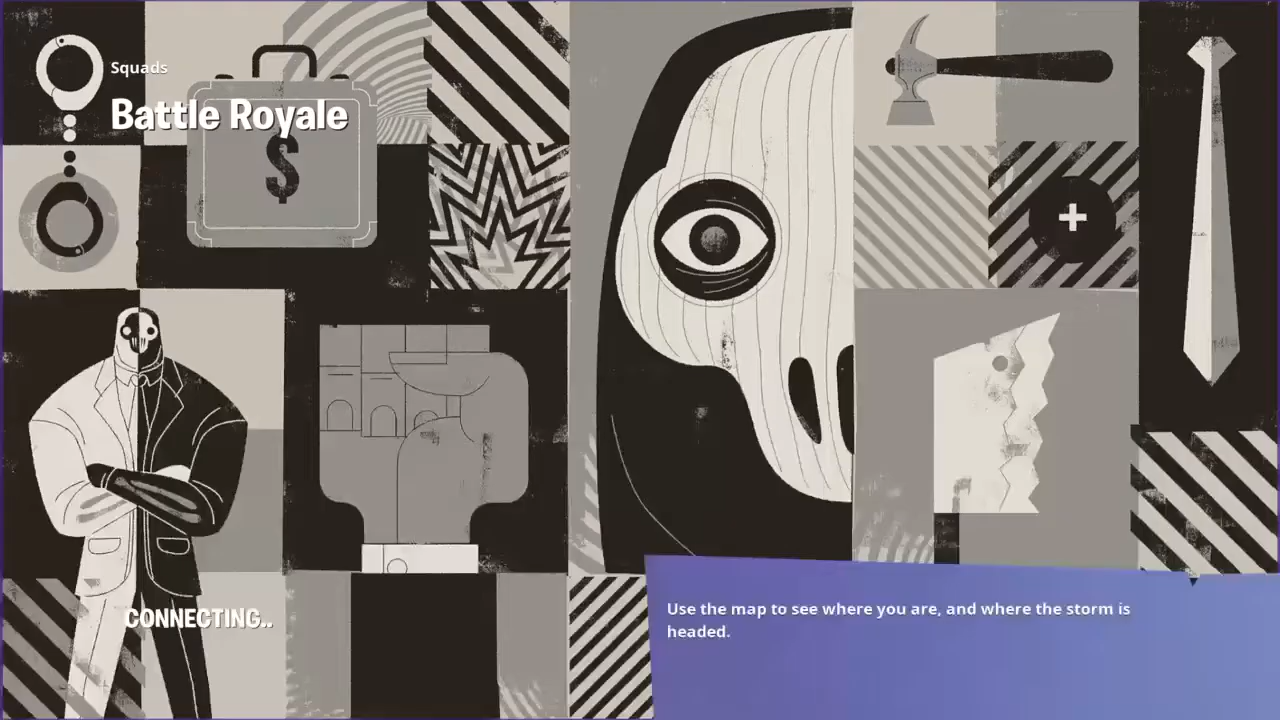 Squads
Battle Royale
$
+
CONNECTING..
Use the map to see where you are, and where the storm is
headed.